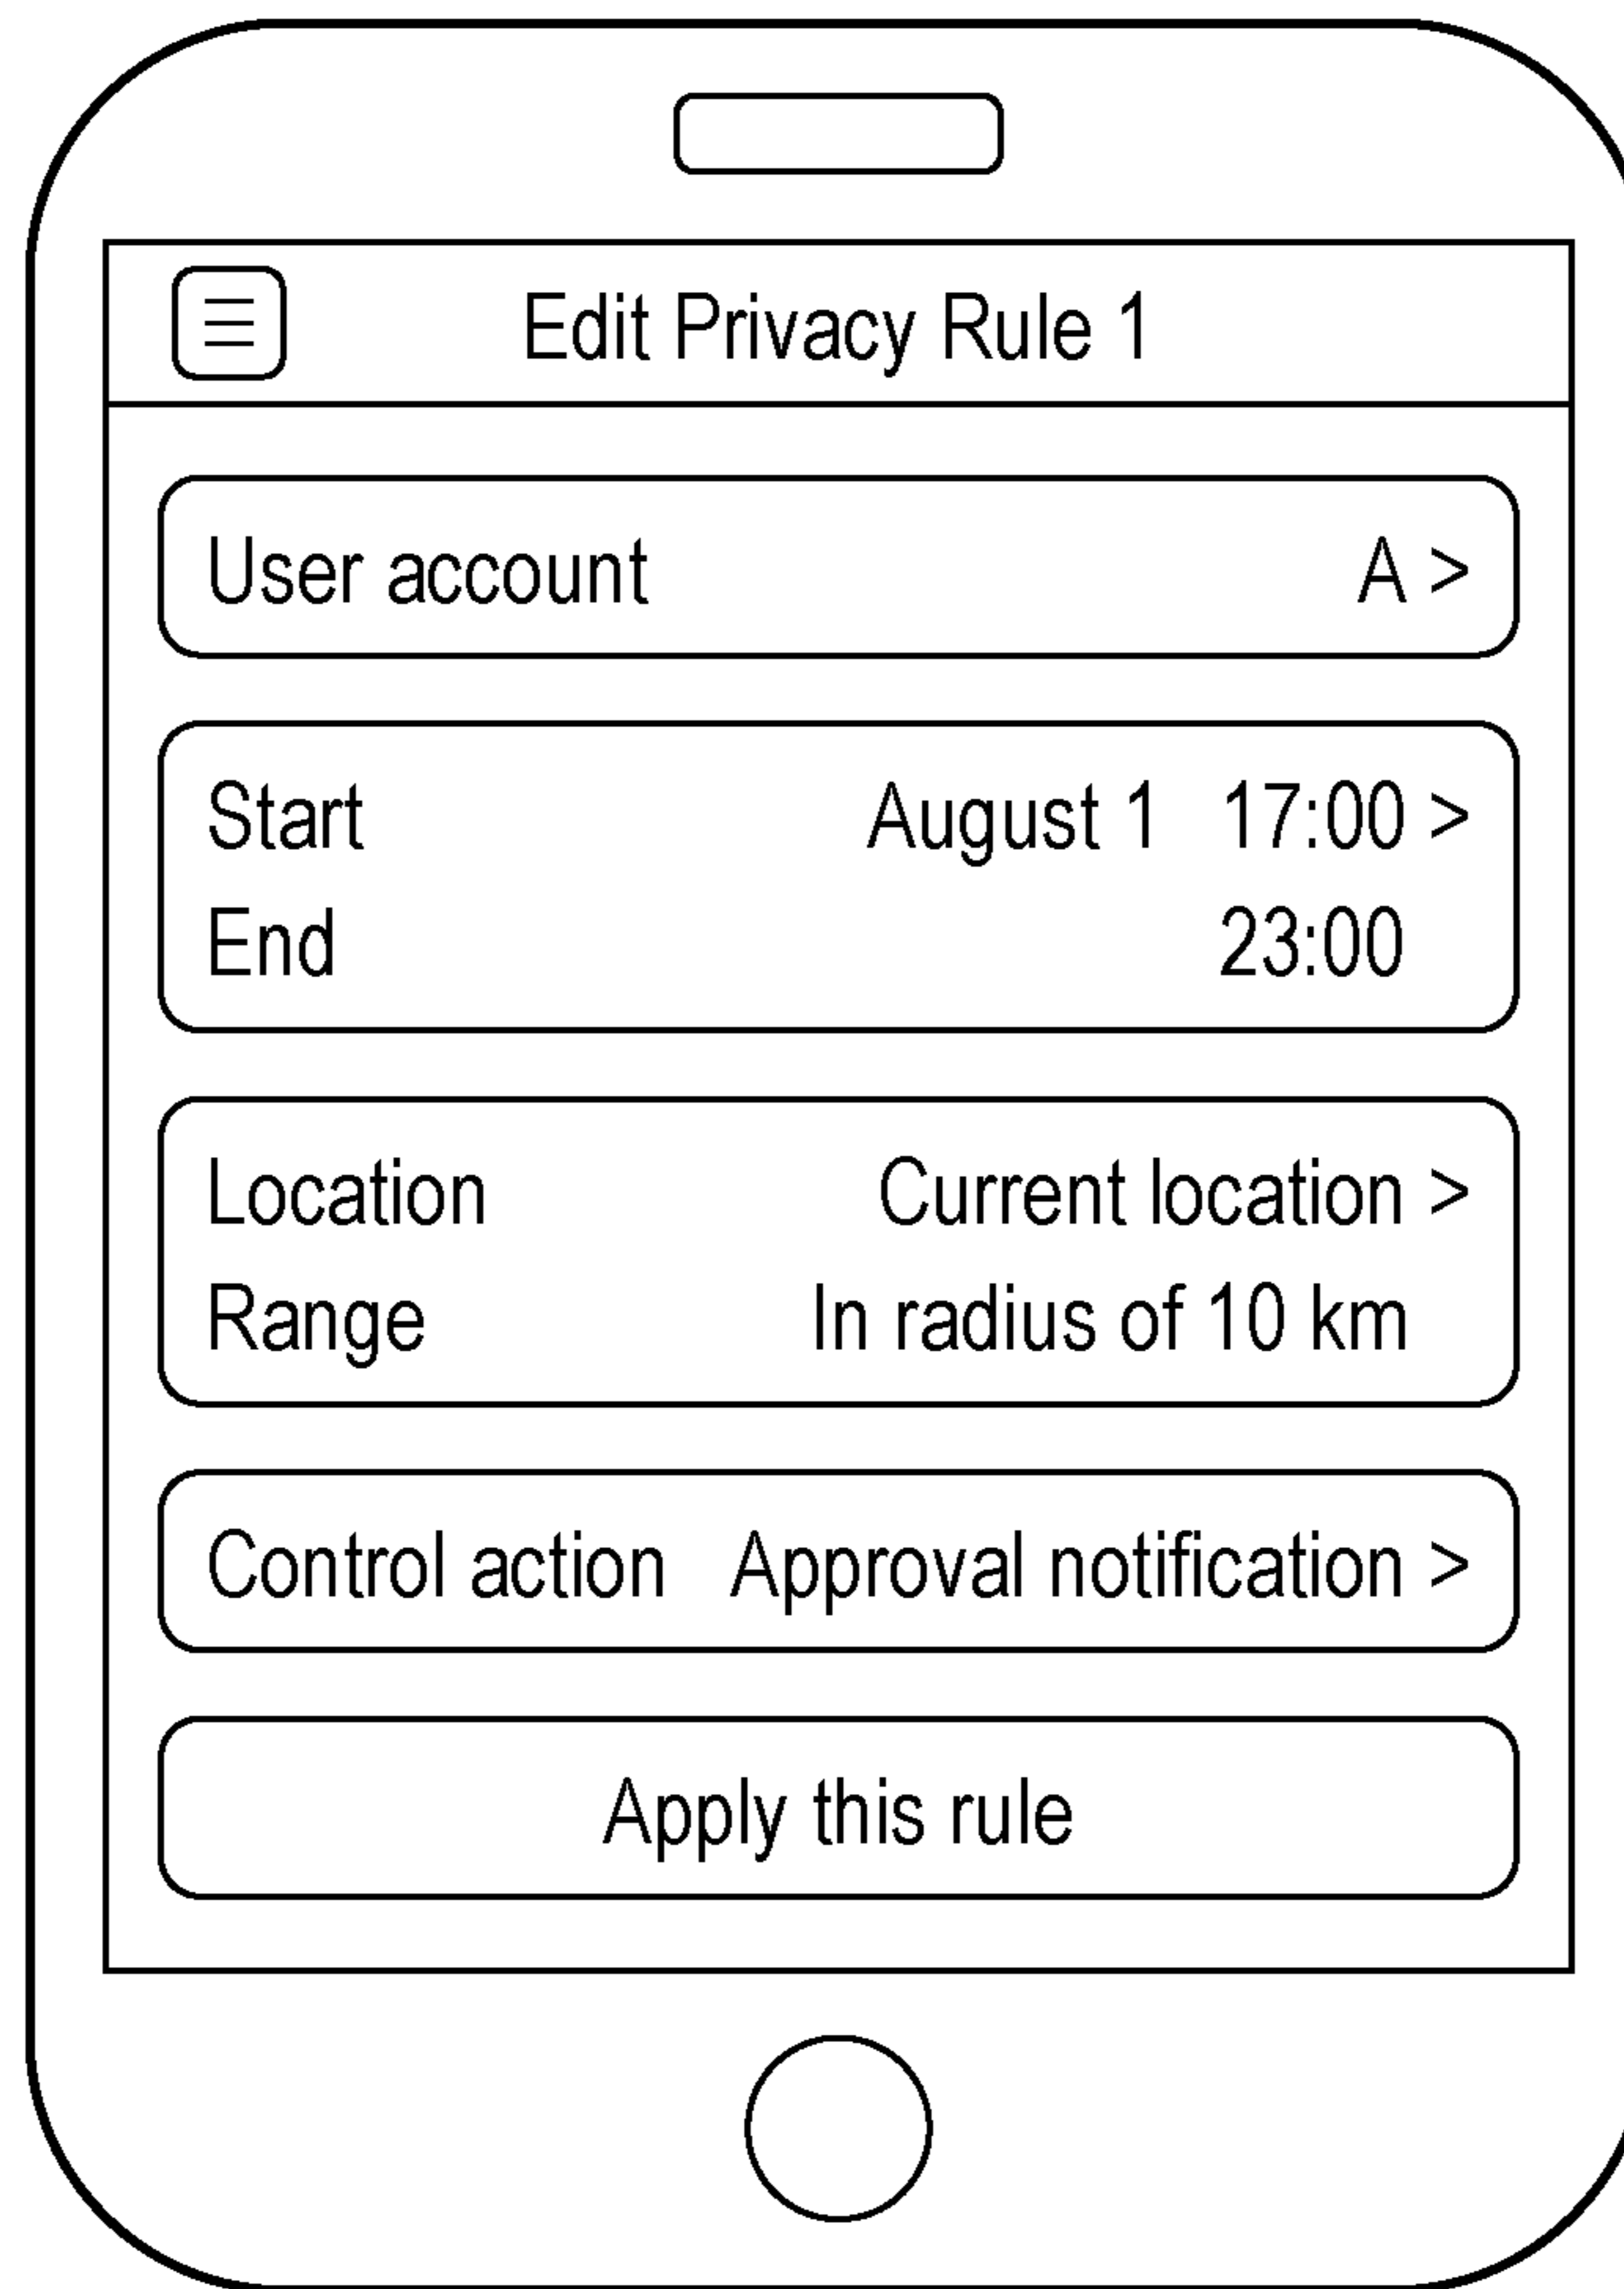 Edit Privacy Rule 1
User account A >
Start August 1 17:00 >
End 23:00
Location Current location >
Range In radius of 10 km
Control action Approval notification >
Apply this rule